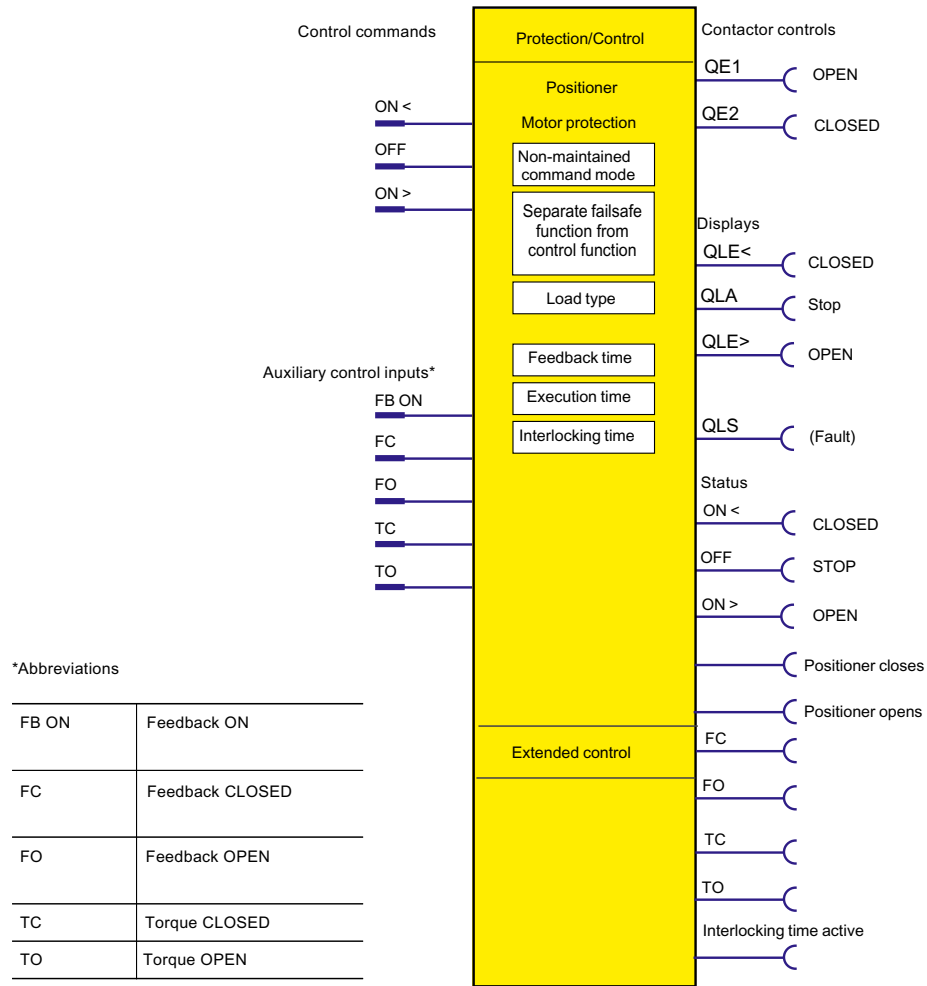 Control commands
ON <
OFF
ON >
Auxiliary control inputs*
FB ON
FC
FO
TC
TO
Protection/Control
Positioner
Motor protection
Non-maintained
command mode
Separate failsafe
function from
control function
Load type
Feedback time
Execution time
Interlocking time
Extended control
Contactor controls
QE1
OPEN
QE2
CLOSED
Displays
QLE<
CLOSED
QLA
Stop
QLE>
OPEN
QLS
(Fault)
Status
ON <
CLOSED
OFF
STOP
ON >
OPEN
Positioner closes
Positioner opens
FC
FO
TC
TO
Interlocking time active
*Abbreviations
FB ON Feedback ON
FC Feedback CLOSED
FO Feedback OPEN
TC Torque CLOSED
TO Torque OPEN